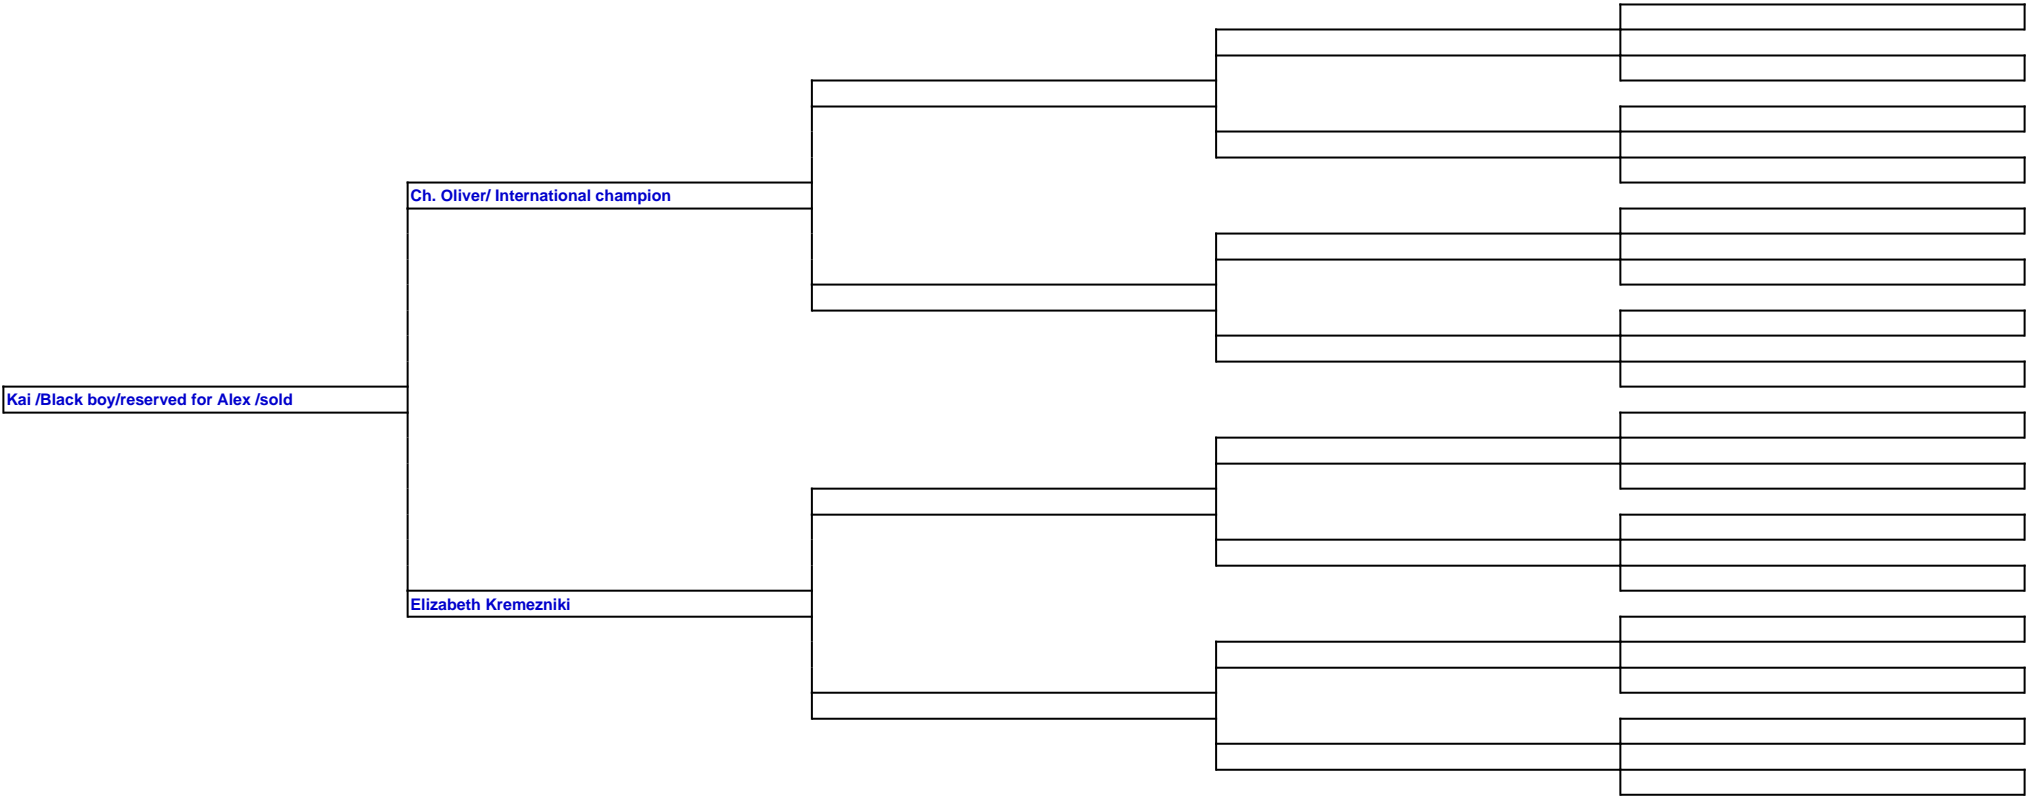 Ch. Oliver/ International champion
Kai /Black boy/reserved for Alex /sold
Elizabeth Kremezniki